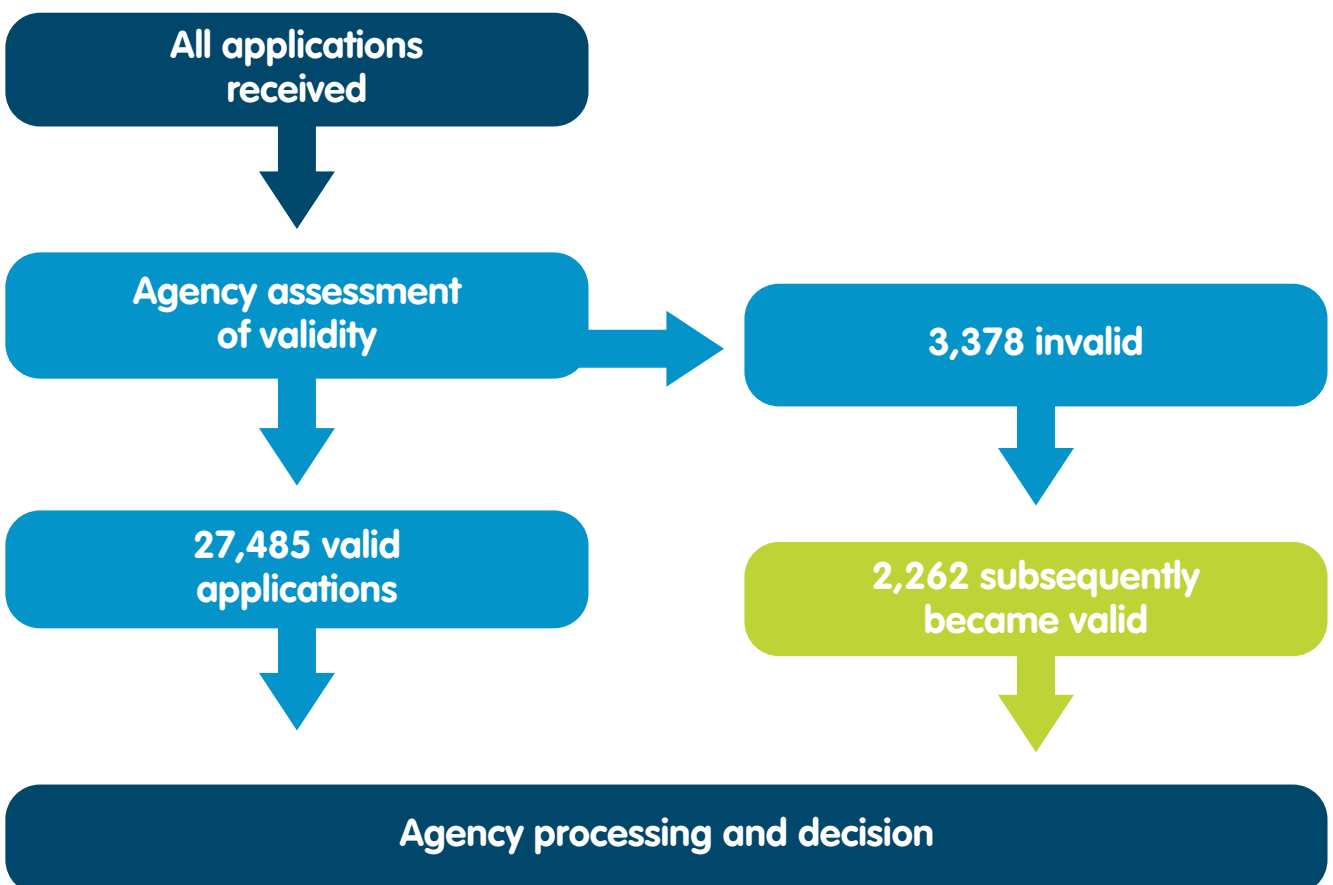 All applications
received
Agency assessment
of validity
3,378 invalid
27,485 valid
applications
2,262 subsequently
became valid
Agency processing and decision